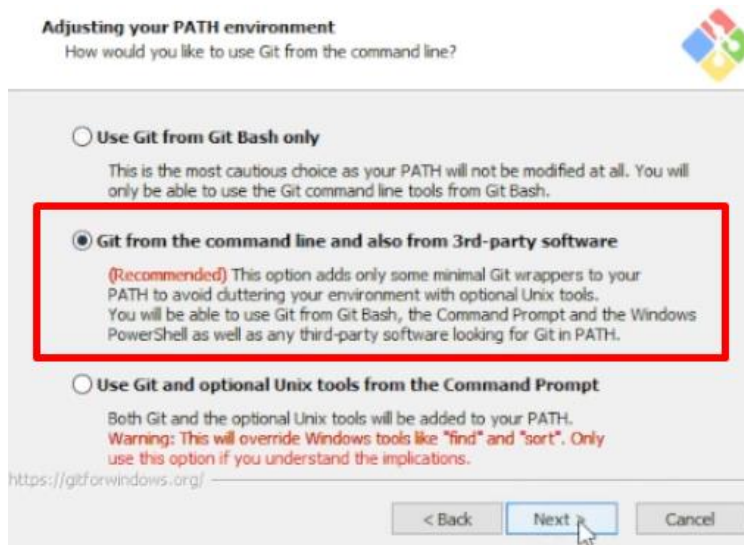 Adjusting your PATH environment
How would you like to use Git from the command line?
Use Git from Git Bash only
This is the most cautious choice as your PATH will not be modified at all. You will
only be able to use the Git command line tools from Git Bash.
Git from the command line and also from 3rd-party software
(Recommended) This option adds only some minimal Git wrappers to your
PATH to avoid cluttering your environment with optional Unix tools.
You will be able to use Git from Git Bash, the Command Prompt and the Windows
PowerShell as well as any third-party software looking for Git in PATH.
Use Git and optional Unix tools from the Command Prompt
Both Git and the optional Unix tools will be added to your PATH.
Warning: This will override Windows tools like "find" and "sort". Only
use this option if you understand the implications.
https://gitforwindows.org/
< Back Next > Cancel